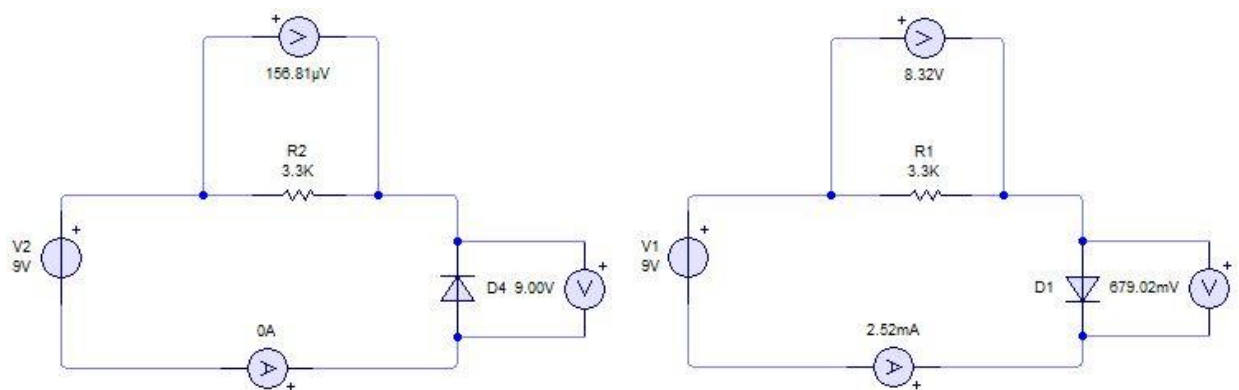 +
V
156.81µV
R2
3.3K
+
V2
9V
D4 9.00V
+
V
0A
A
+
+
V
8.32V
R1
3.3K
+
V1
9V
D1
679.02mV
+
V
2.52mA
A
+